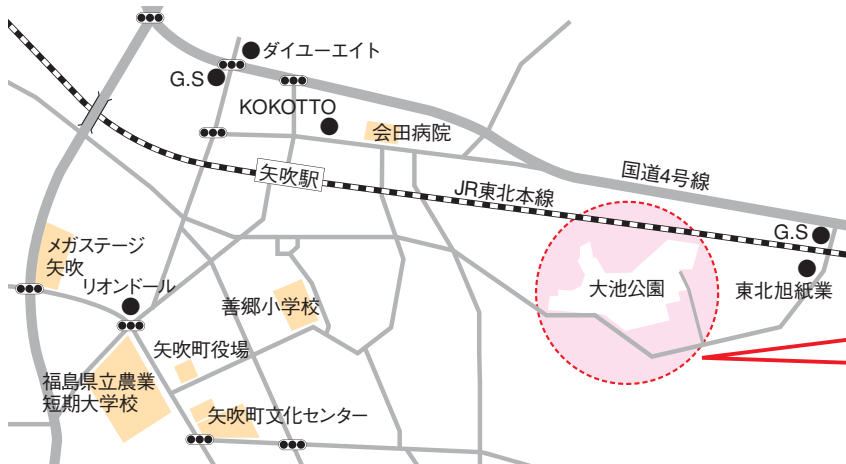 ダイユーエイト
G.S
KOKOTTO
会田病院
矢吹駅
国道4号線
JR東北本線
G.S
メガステージ
矢吹
リオンドール
善郷小学校
大池公園
東北旭紙業
矢吹町役場
福島県立農業
短期大学校
矢吹町文化センター